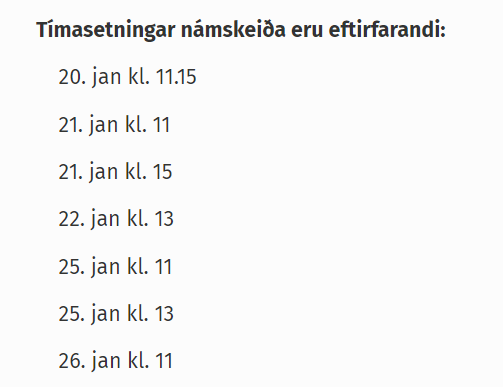 Tímasetningar námskeiða eru eftirfarandi:
20. jan kl. 11.15
21. jan kl. 11
21. jan kl. 15
22. jan kl. 13
25. jan kl. 11
25. jan kl. 13
26. jan kl. 11